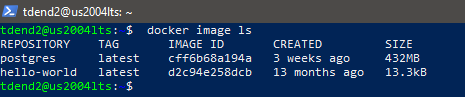 tdend2@us2004lts: ~
tdend2@us2004lts:~$ docker image ls
REPOSITORY TAG IMAGE ID CREATED SIZE
postgres latest cff6b68a194a 3 weeks ago 432MB
hello-world latest d2c94e258dcb 13 months ago 13.3kB
tdend2@us2004lts:~$